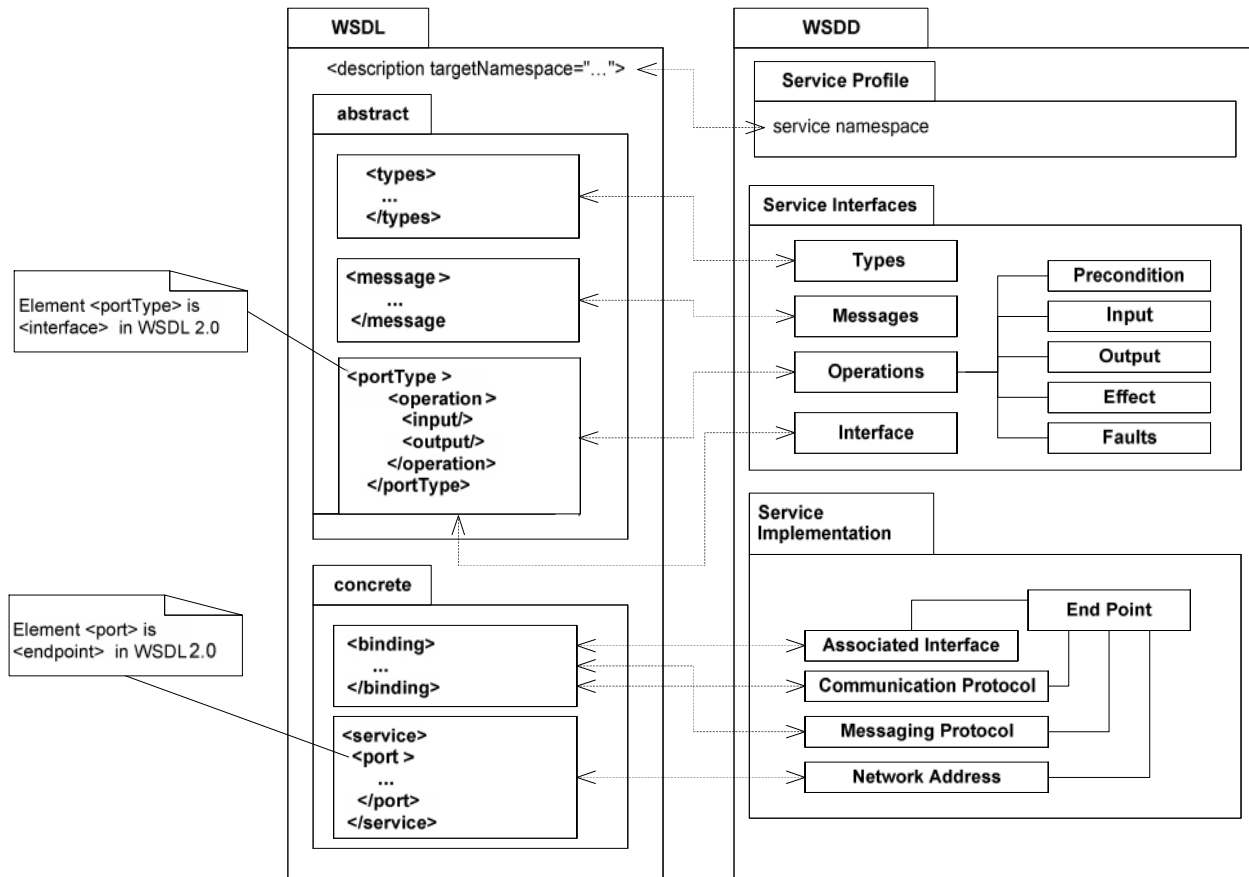 WSDL
<description targetNamespace="...">
abstract
<types>
...
</types>
<message >
...
</message
<portType >
<operation >
<input/>
<output/>
</operation>
</portType>
concrete
<binding>
...
</binding>
<service>
<port >
...
</port>
</service>
Element <portType> is
<interface> in WSDL 2.0
Element <port> is
<endpoint> in WSDL 2.0
WSDD
Service Profile
service namespace
Service Interfaces
Types
Messages
Operations
Interface
Precondition
Input
Output
Effect
Faults
Service
Implementation
End Point
Associated Interface
Communication Protocol
Messaging Protocol
Network Address